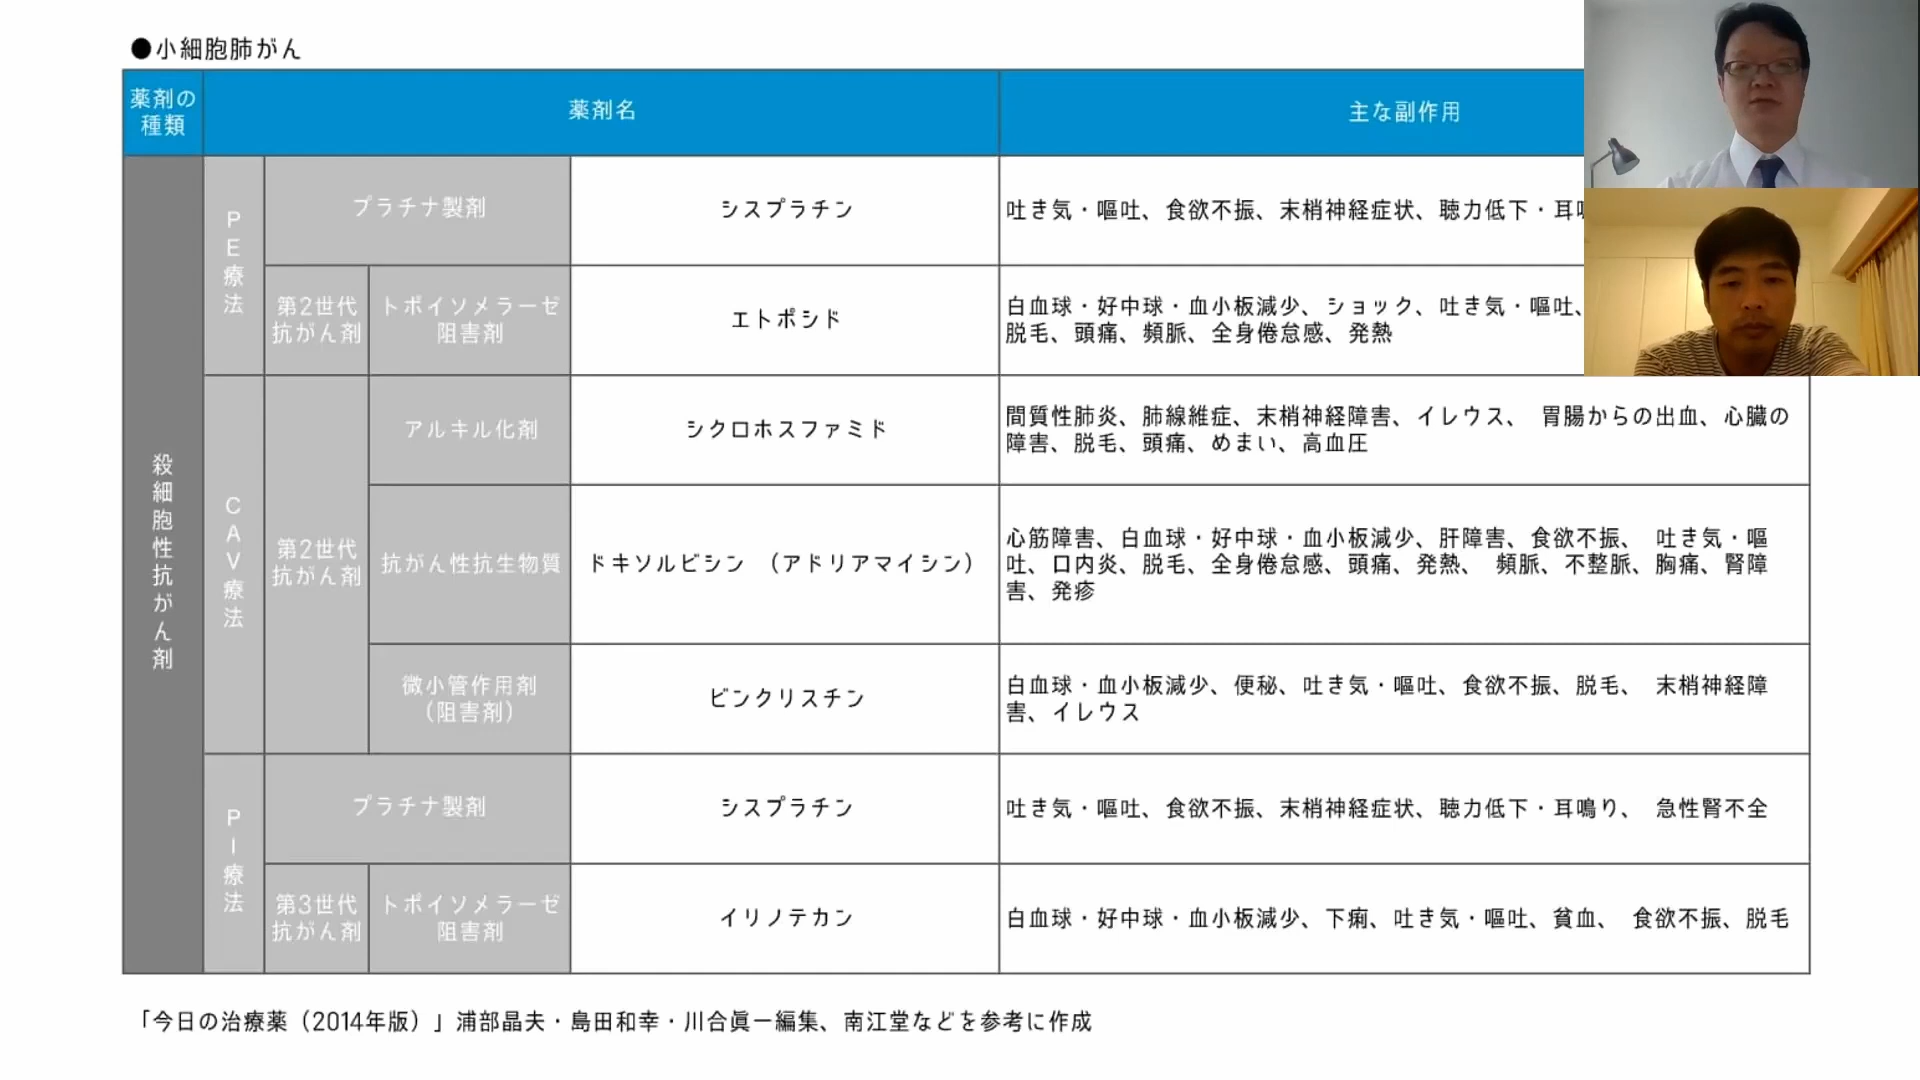 ●小細胞肺がん
薬剤の
種類
薬剤名
主な副作用
殺細胞性抗がん剤
PE療法
プラチナ製剤
シスプラチン
吐き気・嘔吐、食欲不振、末梢神経症状、聴力低下・耳
第2世代
抗がん剤
トポイソメラーゼ
阻害剤
エトポシド
白血球・好中球・血小板減少、ショック、吐き気・嘔吐、
脱毛、頭痛、頻脈、全身倦怠感、発熱
CAV療法
第2世代
抗がん剤
アルキル化剤
シクロホスファミド
間質性肺炎、肺線維症、末梢神経障害、イレウス、 胃腸からの出血、心臓の
障害、脱毛、頭痛、めまい、高血圧
抗がん性抗生物質
ドキソルビシン （アドリアマイシン）
心筋障害、白血球・好中球・血小板減少、肝障害、食欲不振、 吐き気・嘔
吐、口内炎、脱毛、全身倦怠感、頭痛、発熱、 頻脈、不整脈、胸痛、腎障
害、発疹
微小管作用剤
（阻害剤）
ビンクリスチン
白血球・血小板減少、便秘、吐き気・嘔吐、食欲不振、脱毛、 末梢神経障
害、イレウス
PI療法
プラチナ製剤
シスプラチン
吐き気・嘔吐、食欲不振、末梢神経症状、聴力低下・耳鳴り、 急性腎不全
第3世代
抗がん剤
トポイソメラーゼ
阻害剤
イリノテカン
白血球・好中球・血小板減少、下痢、吐き気・嘔吐、貧血、 食欲不振、脱毛
「今日の治療薬（2014年版）」浦部晶夫・島田和幸・川合眞一編集、南江堂などを参考に作成